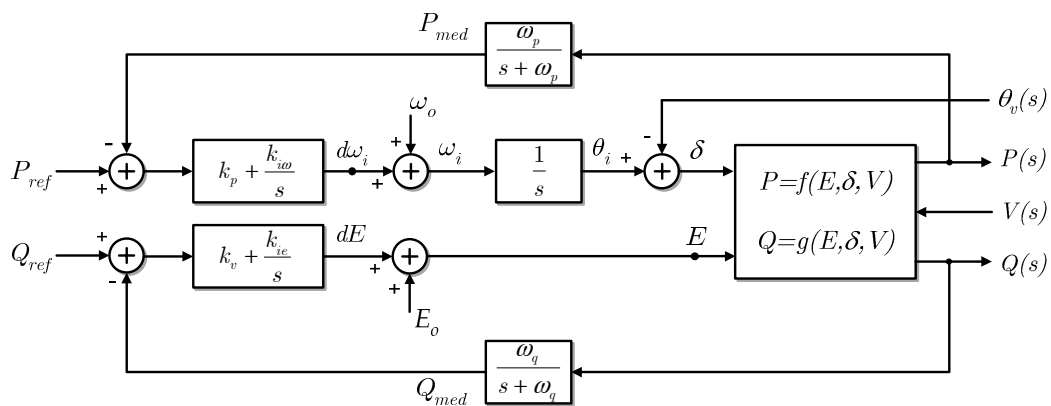 P_med
ω_p / (s + ω_p)
ω_o
θ_v(s)
-
+
-
P_ref
+
k_p + k_iω / s
dω_i
+
+
ω_i
1 / s
θ_i
+
-
δ
P=f(E,δ,V)
Q=g(E,δ,V)
P(s)
V(s)
Q(s)
Q_ref
+
-
k_v + k_ie / s
dE
+
+
E_o
E
Q_med
ω_q / (s + ω_q)